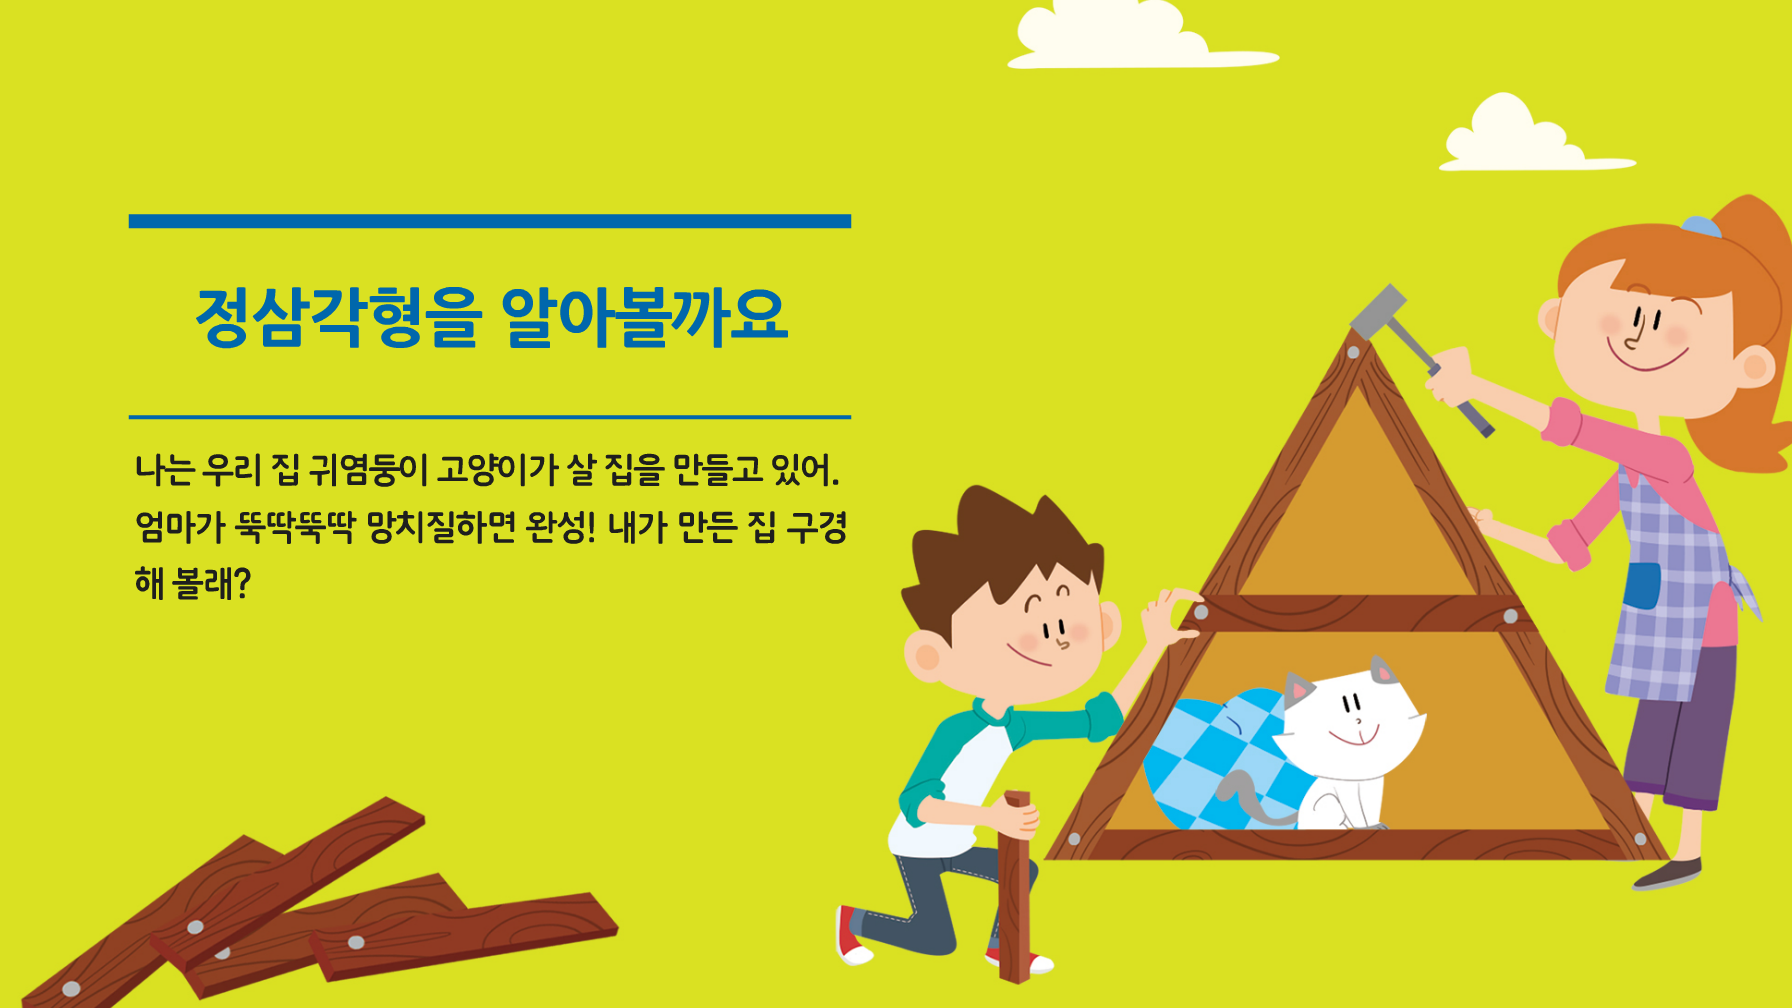 정삼각형을 알아볼까요
나는 우리 집 귀염둥이 고양이가 살 집을 만들고 있어.
엄마가 뚝딱뚝딱 망치질하면 완성! 내가 만든 집 구경
해 볼래?